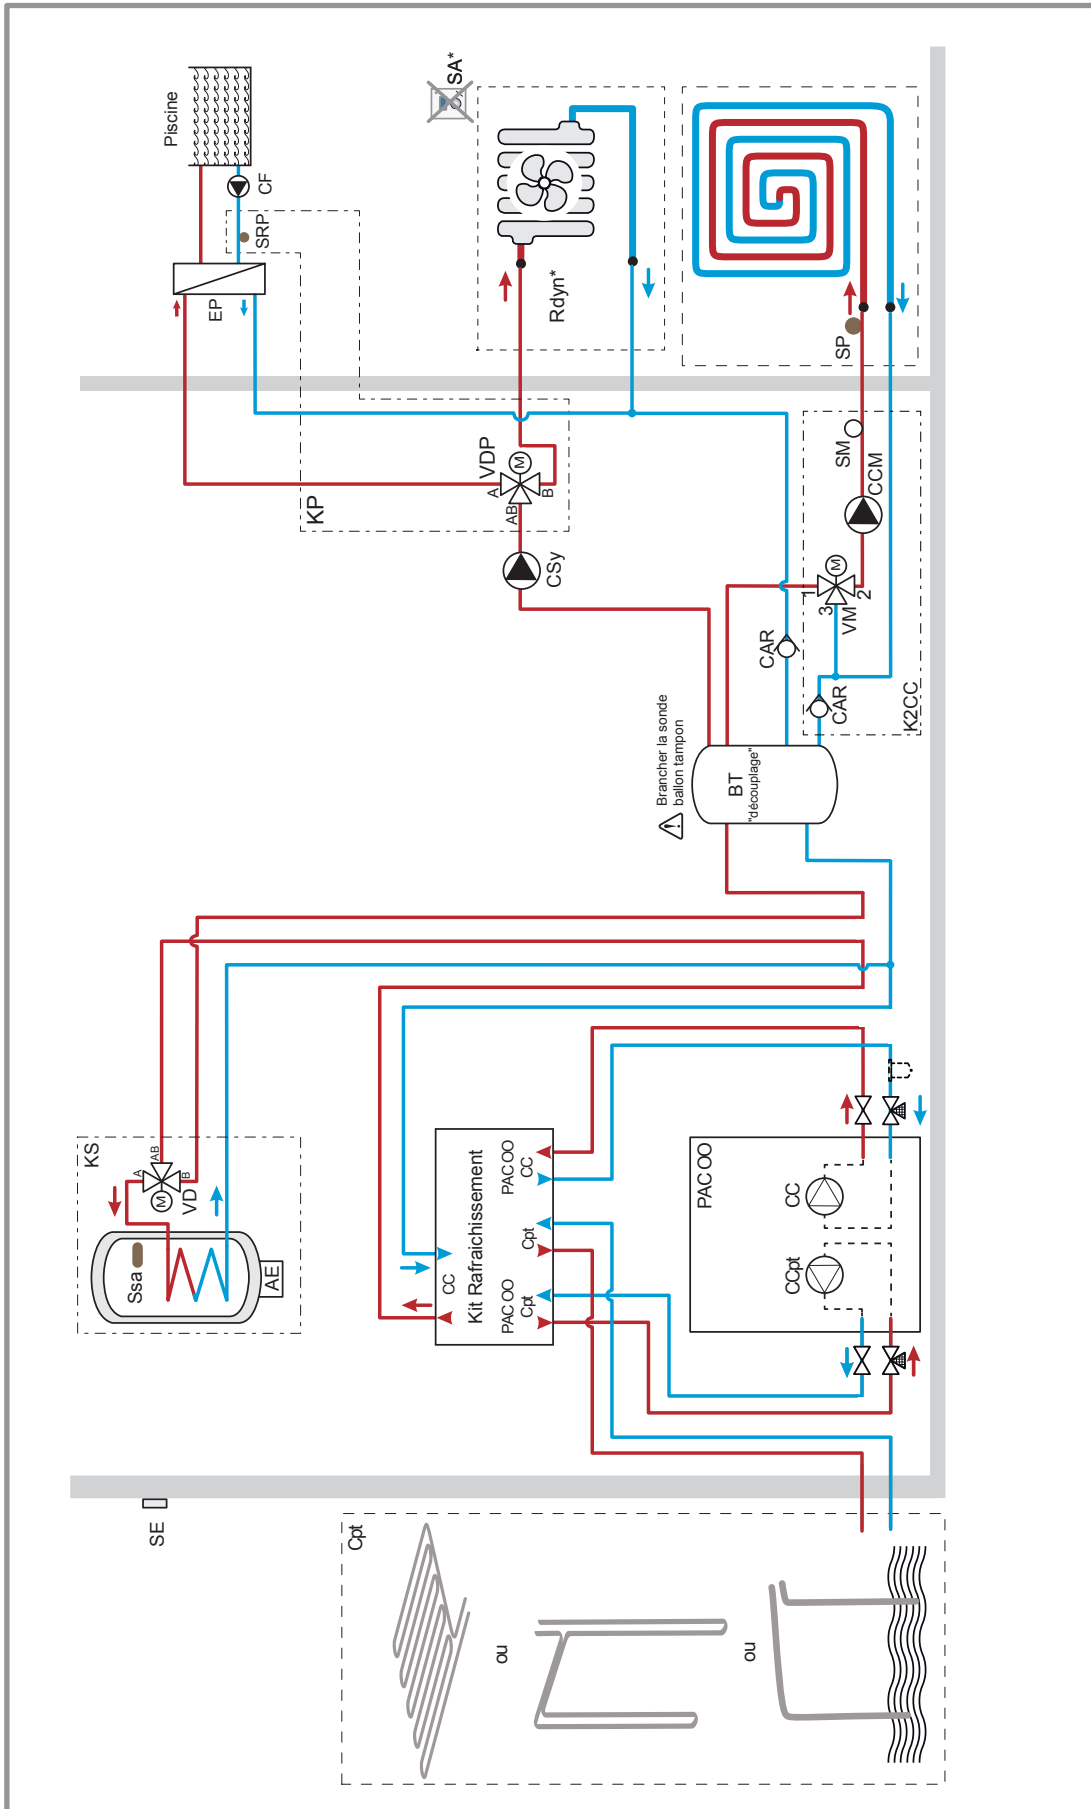 SE
Cpt
ou
ou
KS
Ssa
AE
A
AB
B
M
VD
CC
Kit Rafraichissement
PAC OO
Cpt
Cpt
PAC OO
CC
PAC OO
CCpt
CC
Brancher la sonde
ballon tampon
BT
"découplage"
CAR
CAR
K2CC
1
3
2
M
VM
CCM
SM
SP
CSy
KP
A
AB
B
M
VDP
EP
SRP
CF
Piscine
Rdyn*
SA*